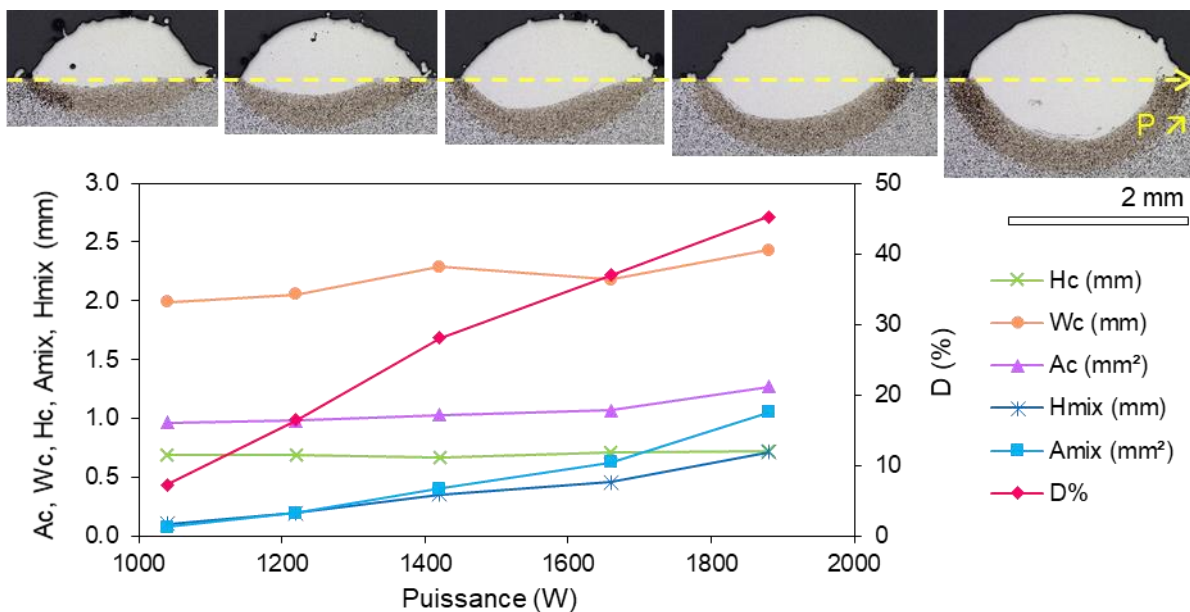 P ↗
2 mm
Ac, Wc, Hc, Amix, Hmix (mm)
3.0
2.5
2.0
1.5
1.0
0.5
0.0
50
40
30
20
10
0
D (%)
1000
1200
1400
1600
1800
2000
Puissance (W)
Hc (mm)
Wc (mm)
Ac (mm²)
Hmix (mm)
Amix (mm²)
D%